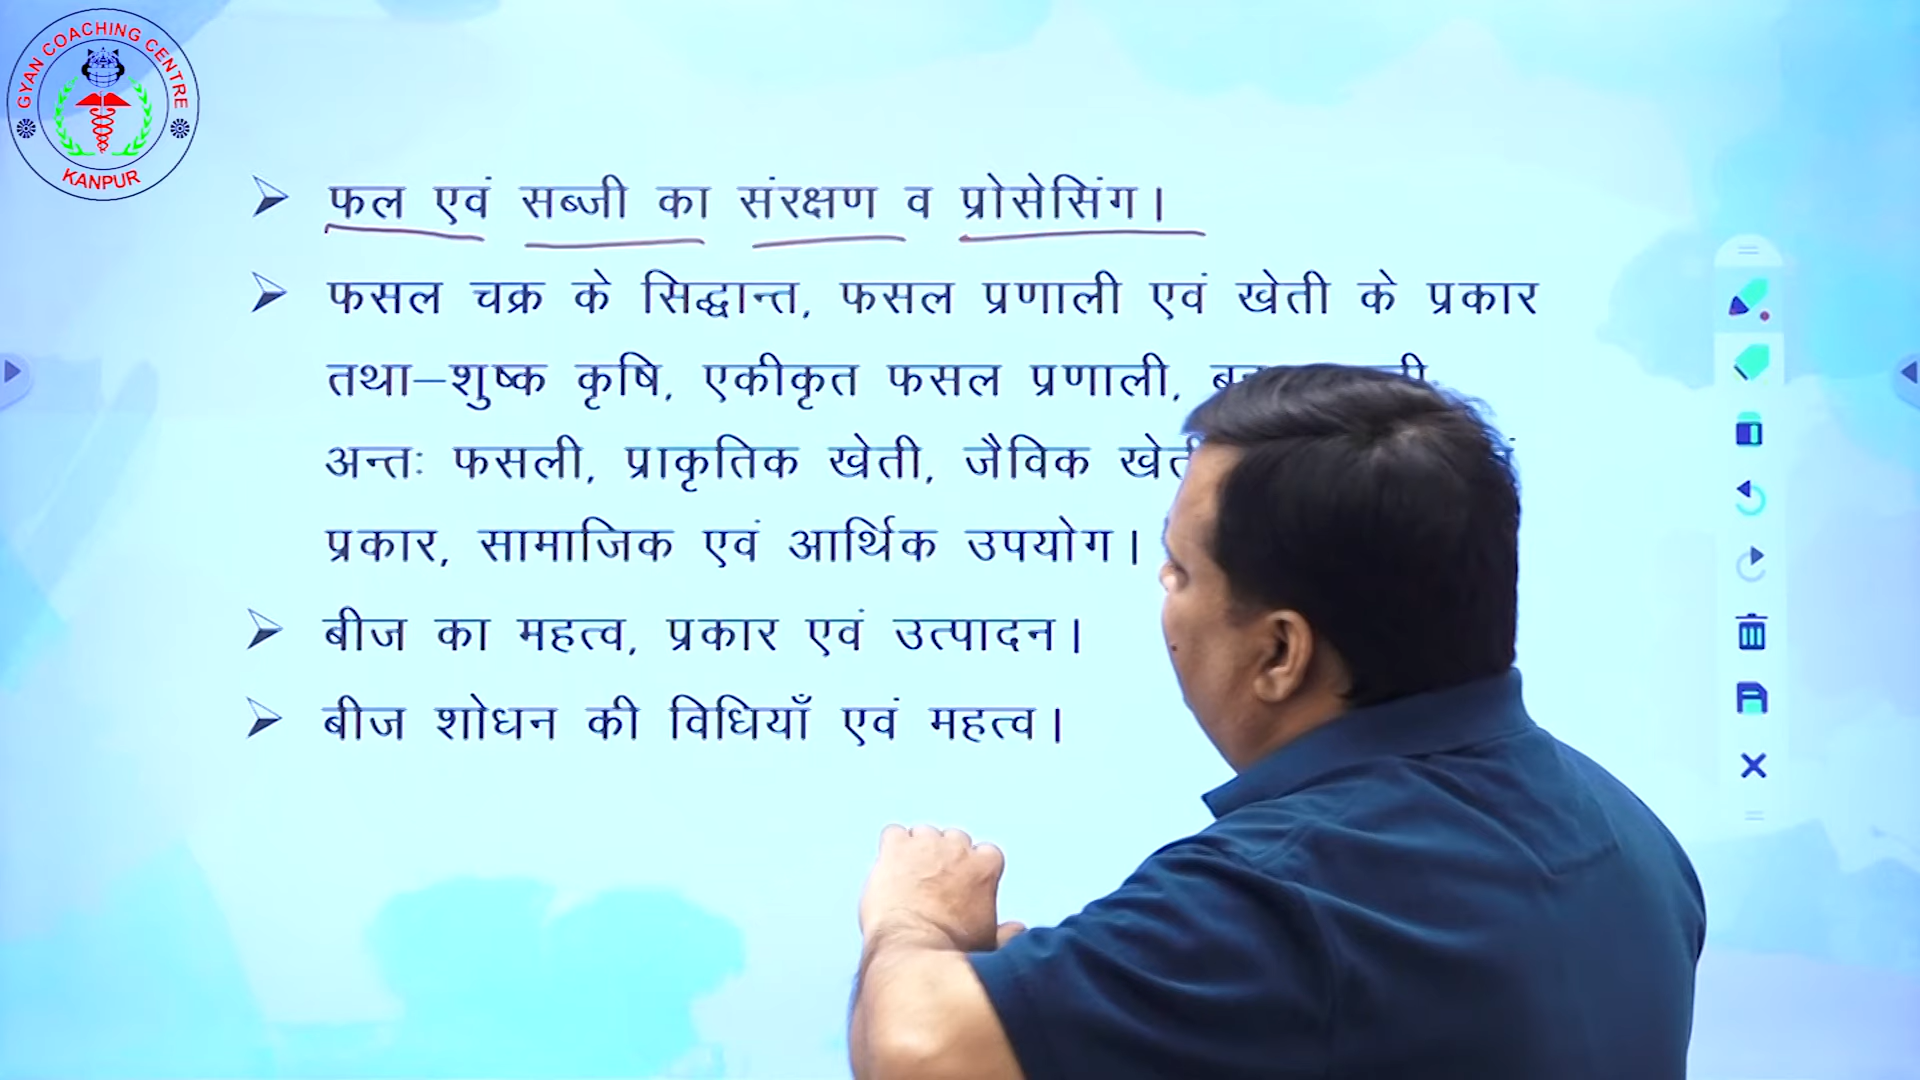 GYAN COACHING CENTRE
KANPUR
फल एवं सब्जी का संरक्षण व प्रोसेसिंग।
फसल चक्र के सिद्धान्त, फसल प्रणाली एवं खेती के प्रकार
तथा–शुष्क कृषि, एकीकृत फसल प्रणाली,
अन्तः फसली, प्राकृतिक खेती, जैविक
प्रकार, सामाजिक एवं आर्थिक उपयोग।
बीज का महत्व, प्रकार एवं उत्पादन।
बीज शोधन की विधियाँ एवं महत्व।